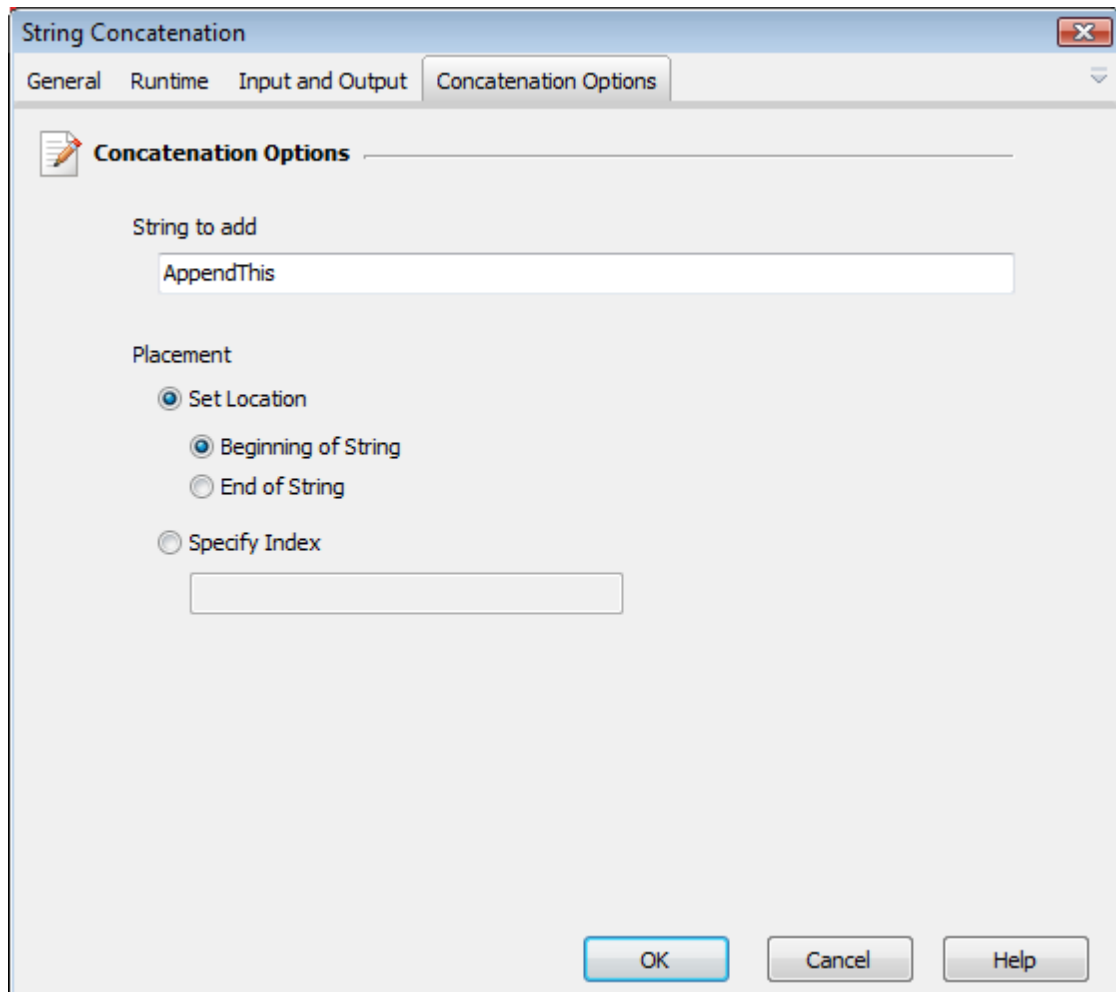 String Concatenation
General Runtime Input and Output Concatenation Options
Concatenation Options
String to add
AppendThis
Placement
Set Location
Beginning of String
End of String
Specify Index
OK Cancel Help